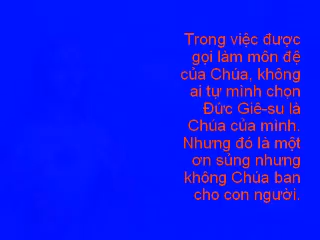 Trong việc được
gọi làm môn đệ
của Chúa, không
ai tự mình chọn
Đức Giê-su là
Chúa của mình.
Nhưng đó là một
ơn sủng nhưng
không Chúa ban
cho con người.